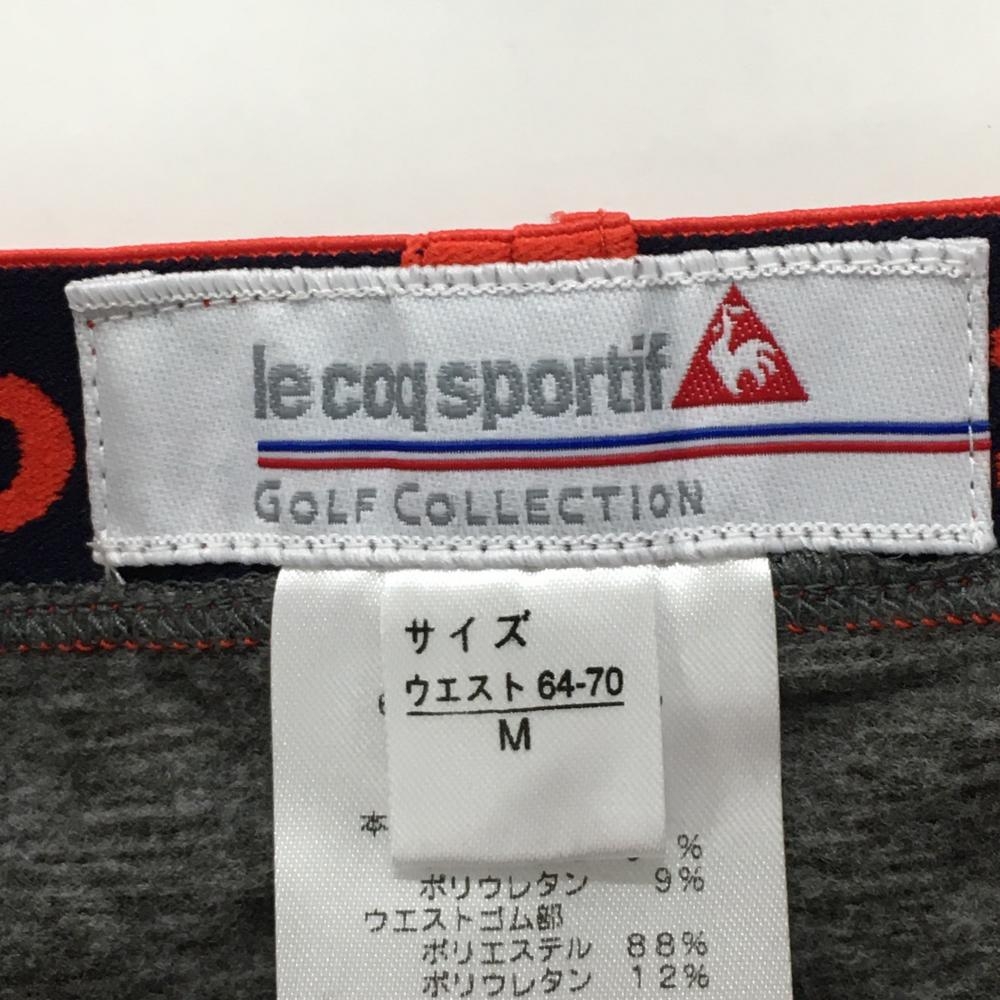 le coq sportif
GOLF COLLECTION
サイズ
ウエスト 64-70
M
本
%
ポリウレタン 9%
ウエストゴム部
ポリエステル 88%
ポリウレタン 12%